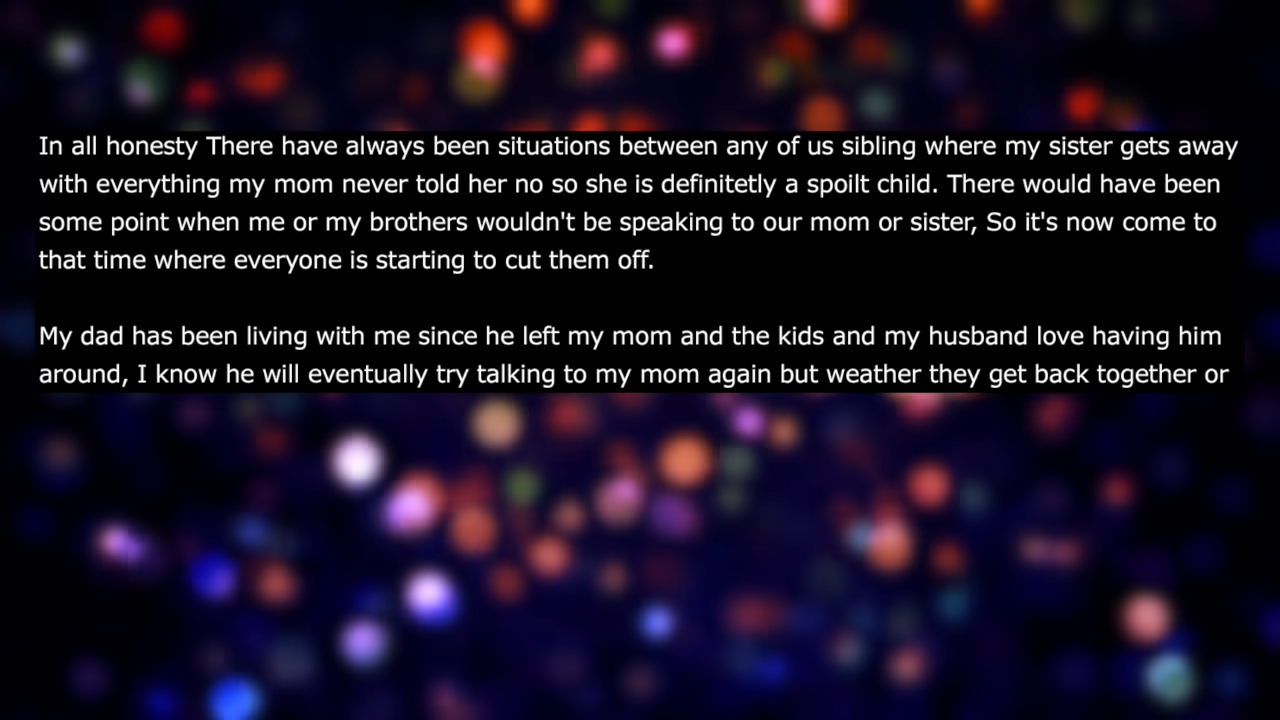 In all honesty There have always been situations between any of us sibling where my sister gets away
with everything my mom never told her no so she is definitetly a spoilt child. There would have been
some point when me or my brothers wouldn't be speaking to our mom or sister, So it's now come to
that time where everyone is starting to cut them off.
My dad has been living with me since he left my mom and the kids and my husband love having him
around, I know he will eventually try talking to my mom again but weather they get back together or